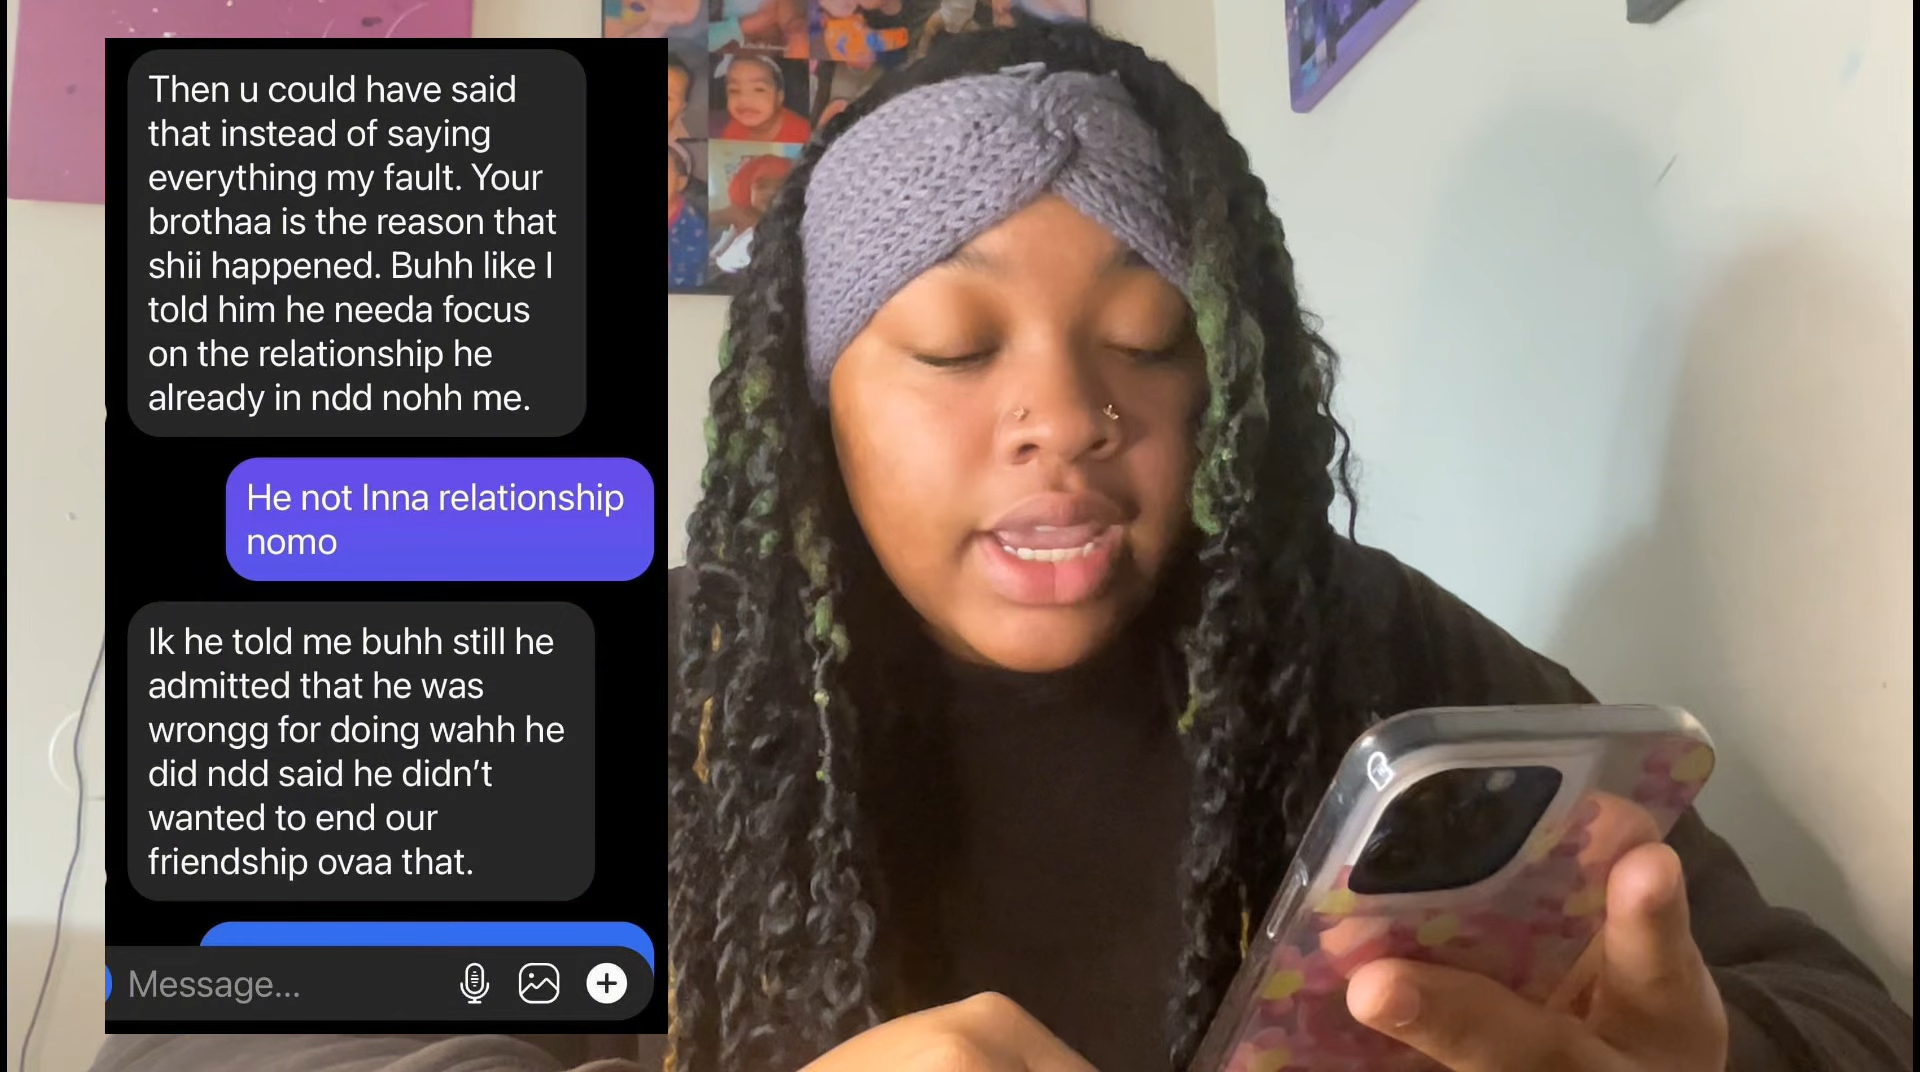 Then u could have said
that instead of saying
everything my fault. Your
brothaa is the reason that
shii happened. Buhh like I
told him he needa focus
on the relationship he
already in ndd nohh me.
He not Inna relationship
nomo
Ik he told me buhh still he
admitted that he was
wrongg for doing wahh he
did ndd said he didn’t
wanted to end our
friendship ovaa that.
Message...